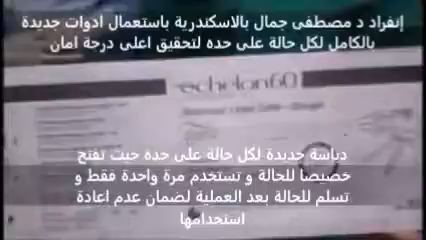 إنفراد د مصطفى جمال بالاسكندرية باستعمال ادوات جديدة
بالكامل لكل حالة على حده لتحقيق اعلى درجة امان
echelon60
دباسة جديدة لكل حالة على حده حيث تفتح
خصيصا للحالة و تستخدم مرة واحدة فقط و
تسلم للحالة بعد العملية لضمان عدم اعادة
استخدامها